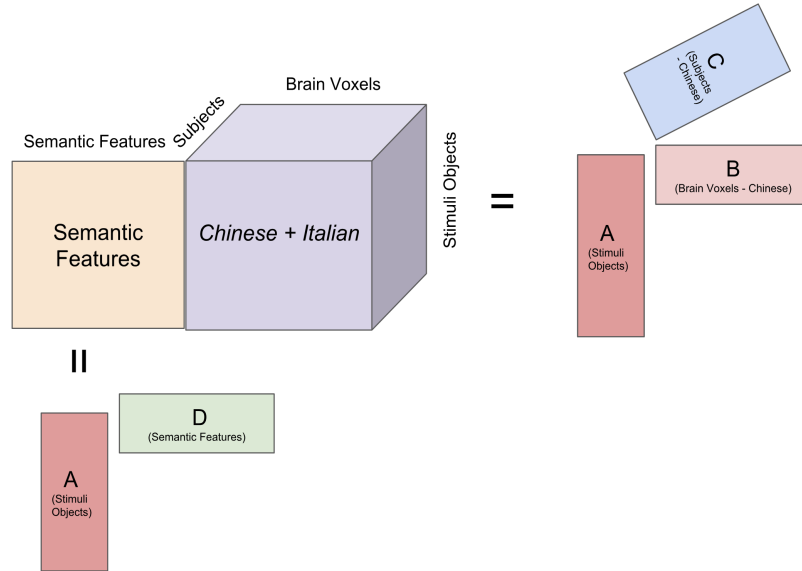 Brain Voxels
Subjects
Semantic Features
Stimuli Objects
Semantic
Features
Chinese + Italian
=
C
(Subjects
- Chinese)
B
(Brain Voxels - Chinese)
A
(Stimuli
Objects)
=
D
(Semantic Features)
A
(Stimuli
Objects)